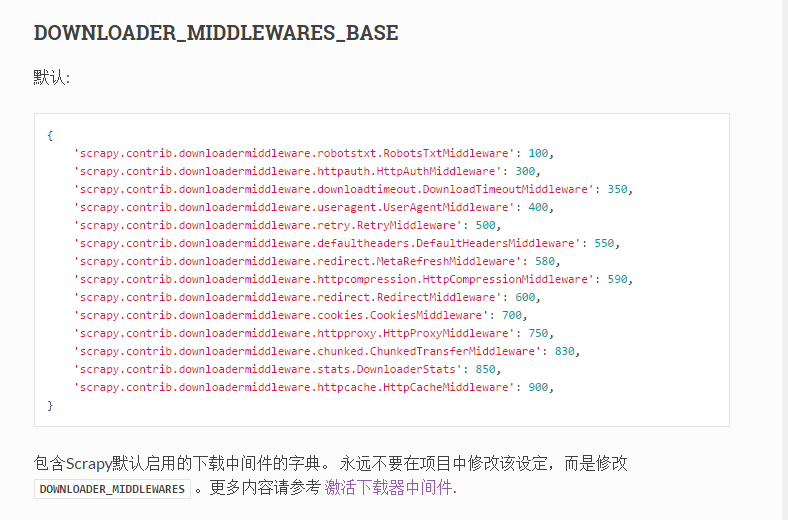 DOWNLOADER_MIDDLEWARES_BASE
默认:
{
'scrapy.contrib.downloadermiddleware.robotstxt.RobotsTxtMiddleware': 100,
'scrapy.contrib.downloadermiddleware.httpauth.HttpAuthMiddleware': 300,
'scrapy.contrib.downloadermiddleware.downloadtimeout.DownloadTimeoutMiddleware': 350,
'scrapy.contrib.downloadermiddleware.useragent.UserAgentMiddleware': 400,
'scrapy.contrib.downloadermiddleware.retry.RetryMiddleware': 500,
'scrapy.contrib.downloadermiddleware.defaultheaders.DefaultHeadersMiddleware': 550,
'scrapy.contrib.downloadermiddleware.redirect.MetaRefreshMiddleware': 580,
'scrapy.contrib.downloadermiddleware.httpcompression.HttpCompressionMiddleware': 590,
'scrapy.contrib.downloadermiddleware.redirect.RedirectMiddleware': 600,
'scrapy.contrib.downloadermiddleware.cookies.CookiesMiddleware': 700,
'scrapy.contrib.downloadermiddleware.httpproxy.HttpProxyMiddleware': 750,
'scrapy.contrib.downloadermiddleware.chunked.ChunkedTransferMiddleware': 830,
'scrapy.contrib.downloadermiddleware.stats.DownloaderStats': 850,
'scrapy.contrib.downloadermiddleware.httpcache.HttpCacheMiddleware': 900,
}
包含Scrapy默认启用的下载中间件的字典。 永远不要在项目中修改该设定，而是修改
DOWNLOADER_MIDDLEWARES 。更多内容请参考 激活下载器中间件.